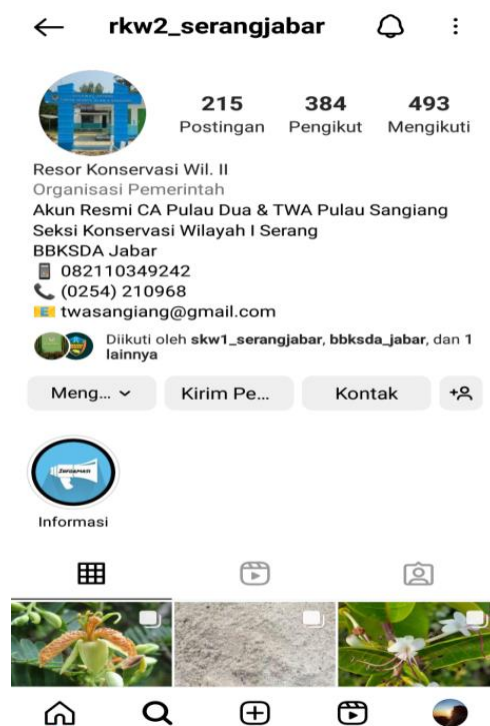 rkw2_serangjabar
215
384
493
Postingan
Pengikut
Mengikuti
Resor Konservasi Wil. II
Organisasi Pemerintah
Akun Resmi CA Pulau Dua & TWA Pulau Sangiang
Seksi Konservasi Wilayah I Serang
BBKSDA Jabar
082110349242
(0254) 210968
twasangiang@gmail.com
Diikuti oleh skw1_serangjabar, bbksda_jabar, dan 1
lainnya
Meng...
Kirim Pe...
Kontak
Informasi